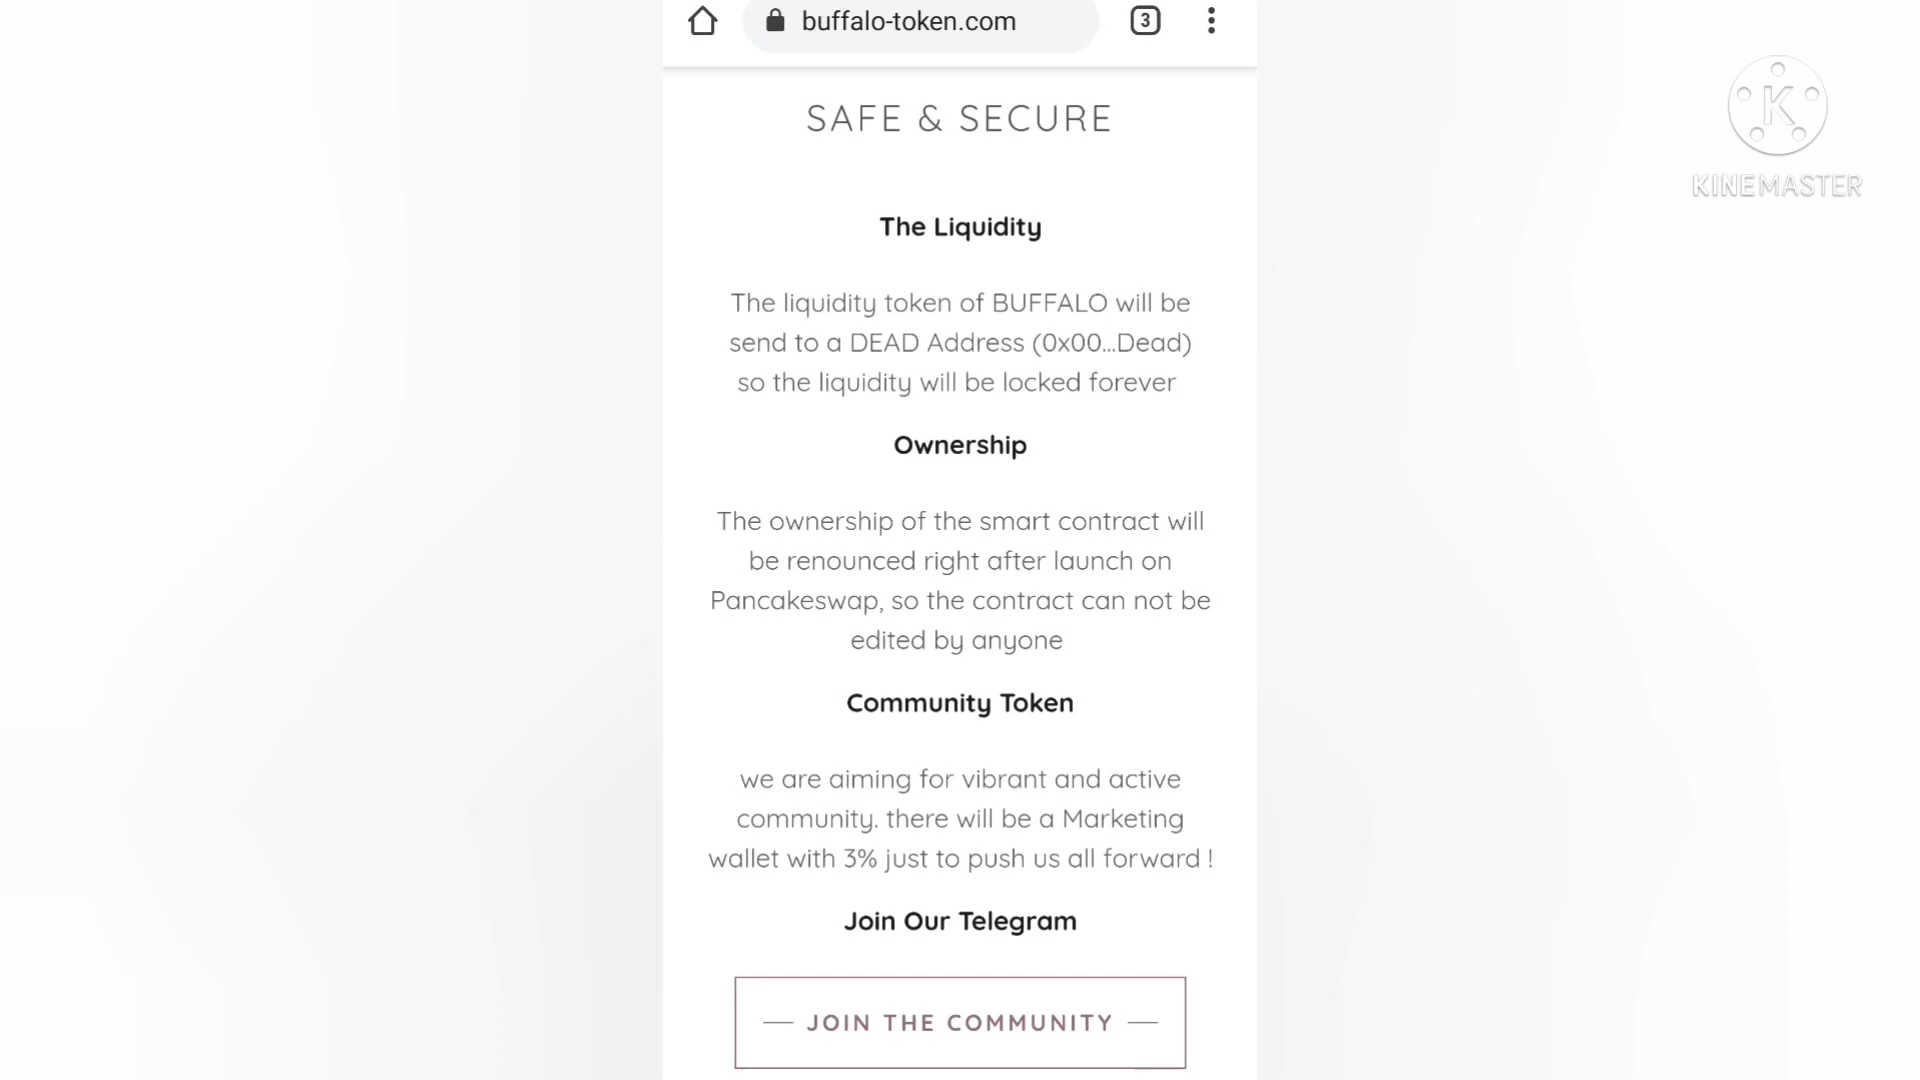 buffalo-token.com
3
K
KINEMASTER
SAFE & SECURE
The Liquidity
The liquidity token of BUFFALO will be
send to a DEAD Address (0x00...Dead)
so the liquidity will be locked forever
Ownership
The ownership of the smart contract will
be renounced right after launch on
Pancakeswap, so the contract can not be
edited by anyone
Community Token
we are aiming for vibrant and active
community. there will be a Marketing
wallet with 3% just to push us all forward !
Join Our Telegram
JOIN THE COMMUNITY